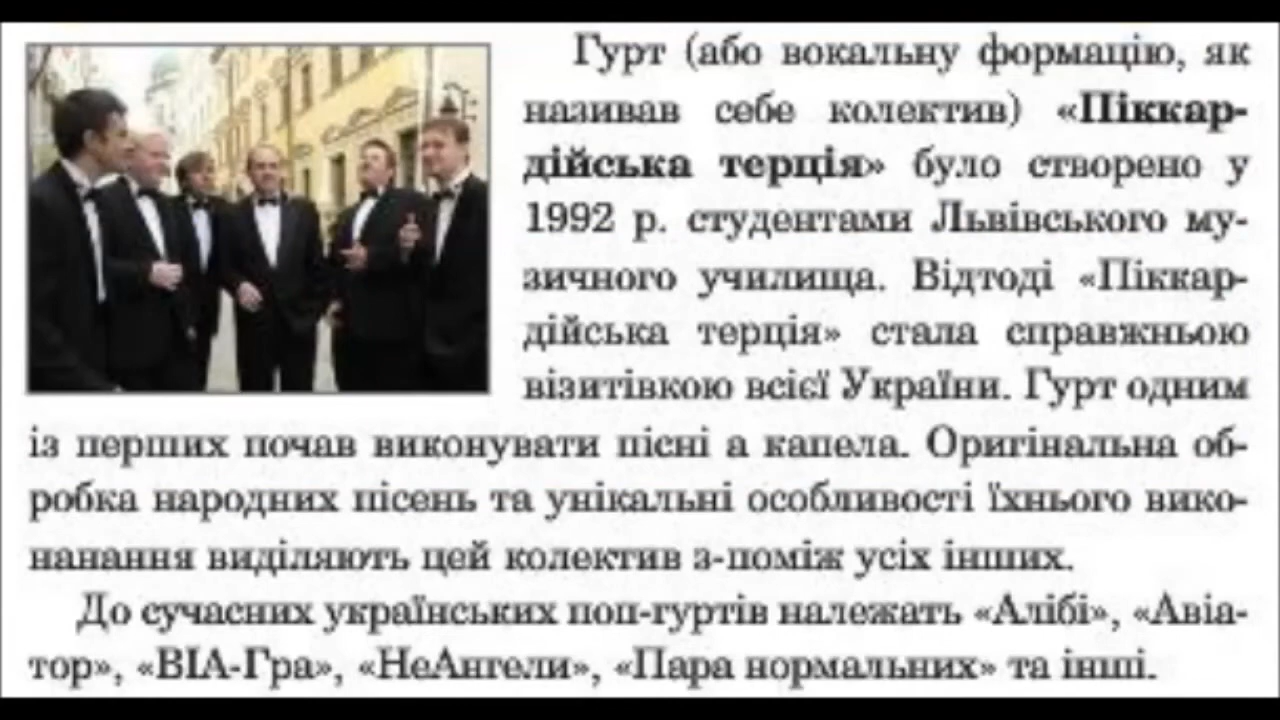 Гурт (або вокальну формацію, як
називав себе колектив) «Піккар-
дійська терція» було створено у
1992 р. студентами Львівського му-
зичного училища. Відтоді «Піккар-
дійська терція» стала справжньою
візитівкою всієї України. Гурт одним
із перших почав виконувати пісні а капела. Оригінальна об-
робка народних пісень та унікальні особливості їхнього вико-
нанання виділяють цей колектив з-поміж усіх інших.
До сучасних українських поп-гуртів належать «Алібі», «Авіа-
тор», «ВІА-Гра», «НеАнгели», «Пара нормальних» та інші.